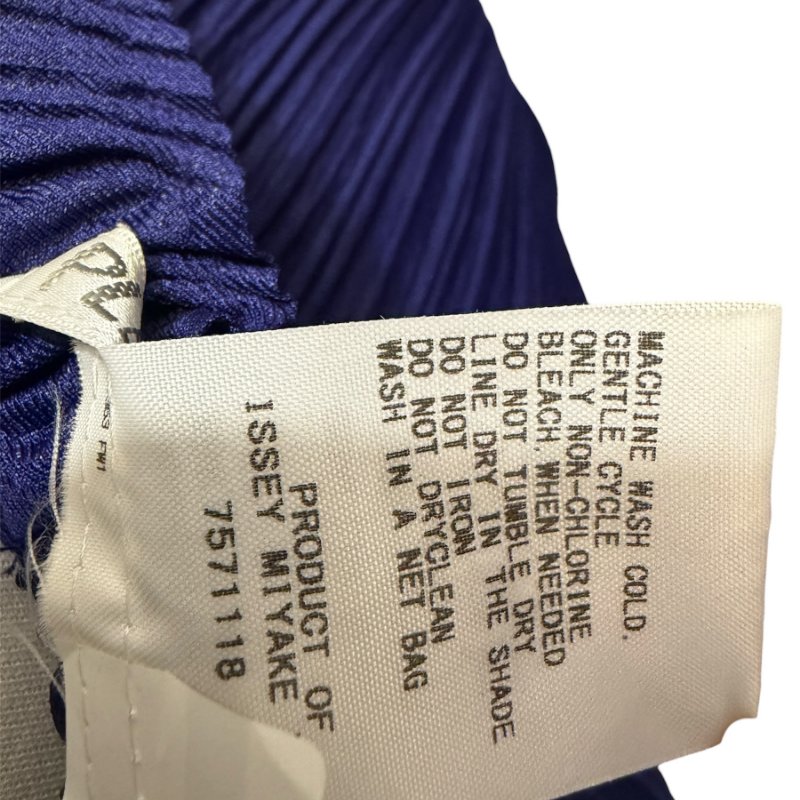 MACHINE WASH COLD.
GENTLE CYCLE
ONLY NON-CHLORINE
BLEACH,WHEN NEEDED
DO NOT TUMBLE DRY
LINE DRY IN THE SHADE
DO NOT IRON
DO NOT DRYCLEAN
WASH IN A NET BAG
PRODUCT OF
ISSEY MIYAKE
7571118